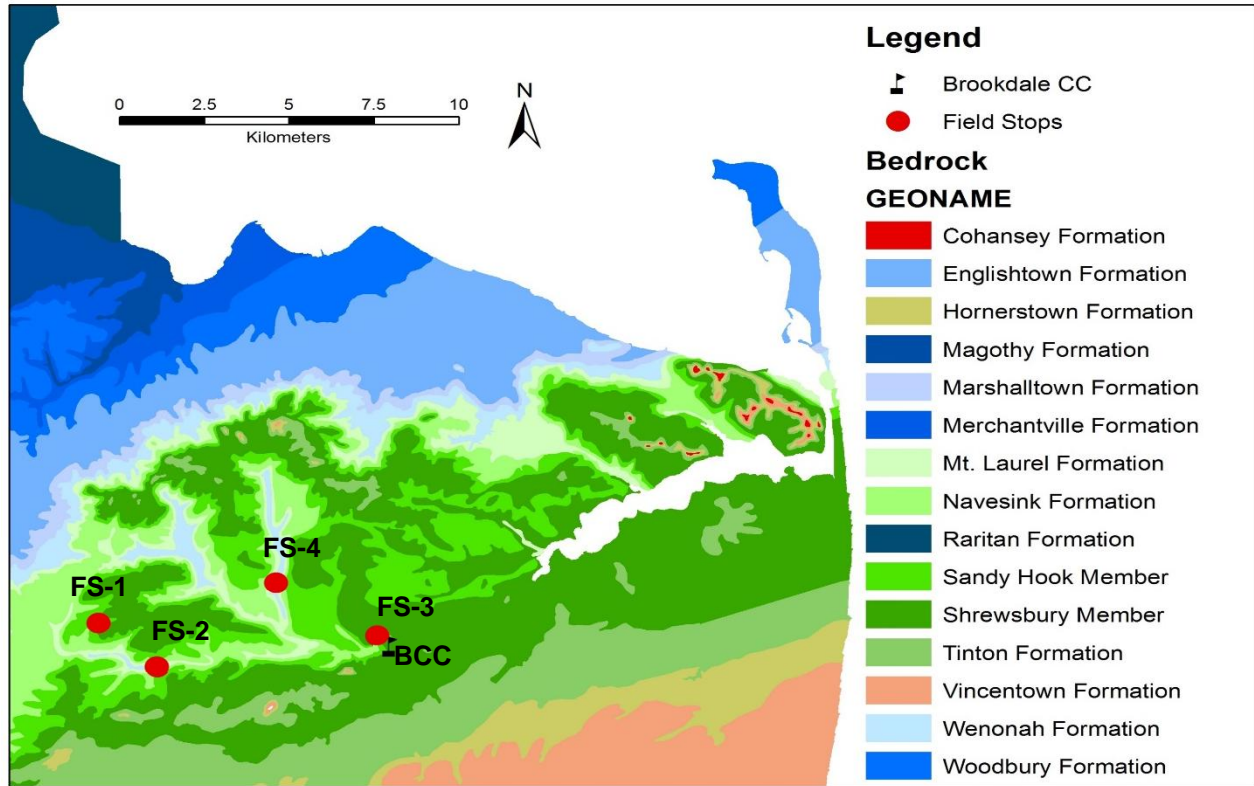 0 2.5 5 7.5 10
Kilometers
N
FS-4
FS-1
FS-3
FS-2
BCC
Legend
Brookdale CC
Field Stops
Bedrock
GEONAME
Cohansey Formation
Englishtown Formation
Hornerstown Formation
Magothy Formation
Marshalltown Formation
Merchantville Formation
Mt. Laurel Formation
Navesink Formation
Raritan Formation
Sandy Hook Member
Shrewsbury Member
Tinton Formation
Vincentown Formation
Wenonah Formation
Woodbury Formation